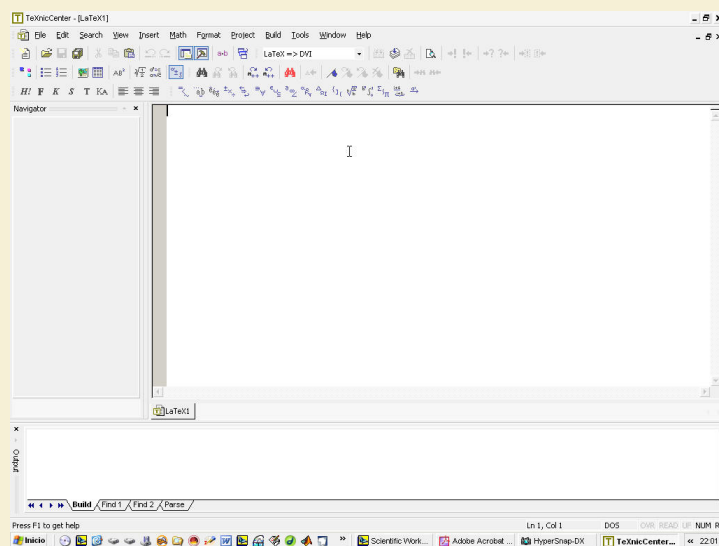 TeXnicCenter - [LaTeX1]
File Edit Search View Insert Math Format Project Build Tools Window Help
LaTeX => DVI
H! F K S T KA
Navigator
LaTeX1
Output
Build Find 1 Find 2 Parse
Press F1 to get help Ln 1, Col 1 DOS OVR READ UF NUM R
Inicio Scientific Work... Adobe Acrobat ... HyperSnap-DX TeXnicCenter... 22:01